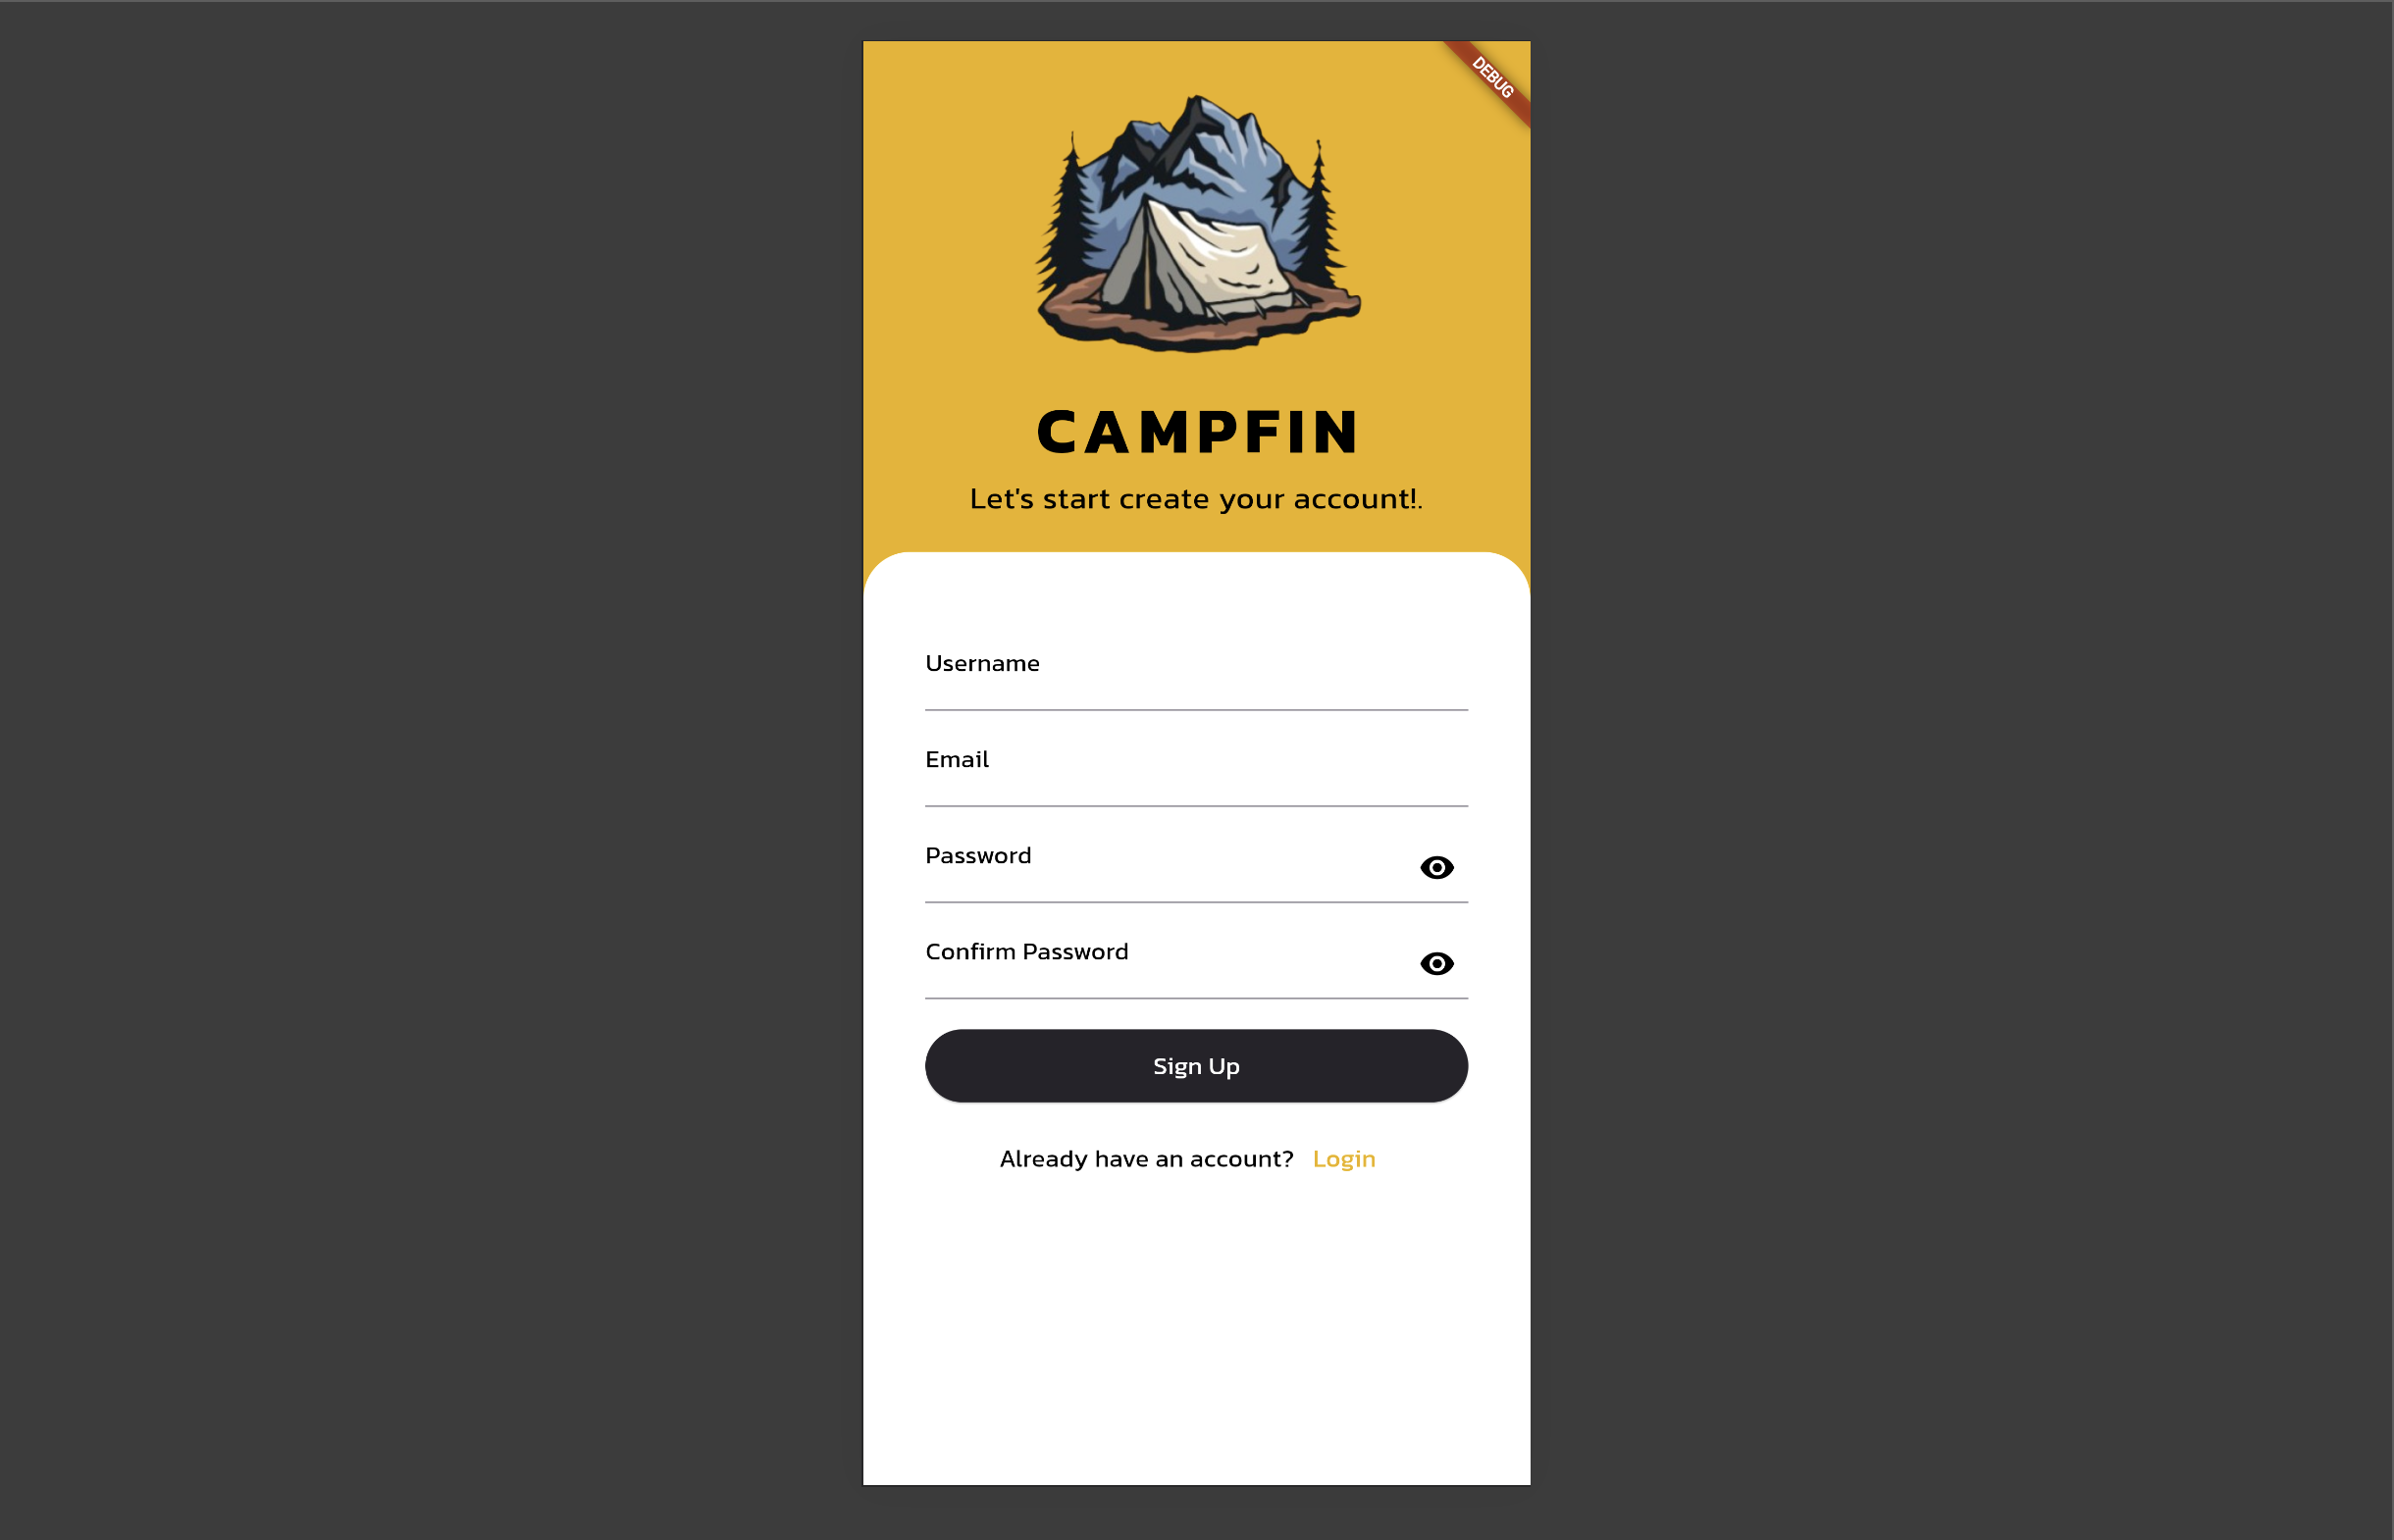 DEBUG
CAMPFIN
Let's start create your account!.
Username
Email
Password
Confirm Password
Sign Up
Already have an account? Login